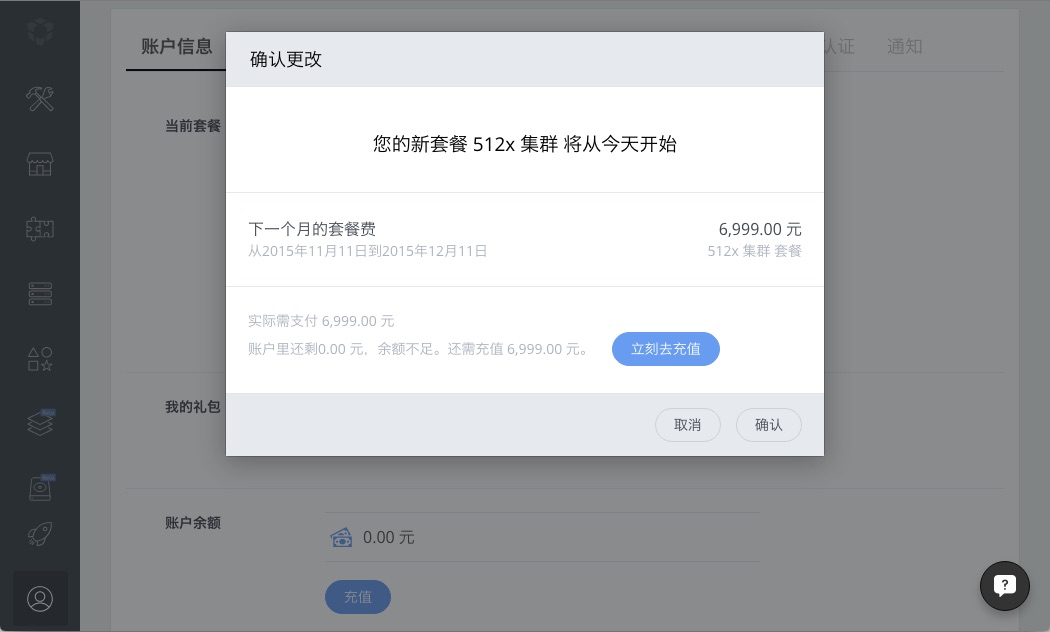 账户信息
认证
通知
确认更改
当前套餐
您的新套餐 512x 集群 将从今天开始
下一个月的套餐费
6,999.00 元
从2015年11月11日到2015年12月11日
512x 集群 套餐
实际需支付 6,999.00 元
账户里还剩0.00 元，余额不足。还需充值 6,999.00 元。
立刻去充值
我的礼包
取消
确认
账户余额
0.00 元
充值